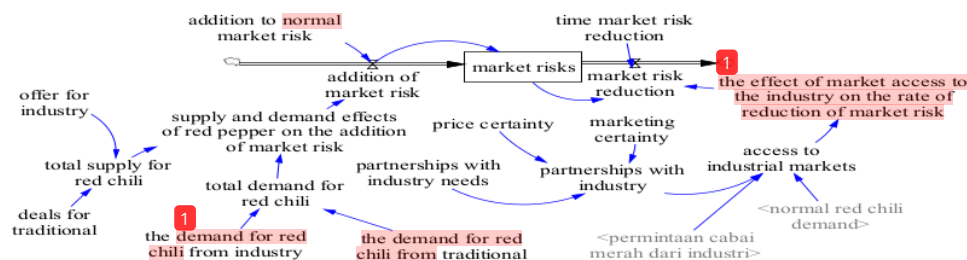 addition to normal
market risk
time market risk
reduction
1
market risks
addition of
market risk
market risk
reduction
the effect of market access to
the industry on the rate of
reduction of market risk
offer for
industry
supply and demand effects
of red pepper on the addition
of market risk
price certainty
marketing
certainty
total supply for
red chili
partnerships with
industry needs
partnerships with
industry
access to
industrial markets
total demand for
red chili
deals for
traditional
1
the demand for red
chili from industry
the demand for red
chili from traditional
<permintaan cabai
merah dari industri>
<normal red chili
demand>